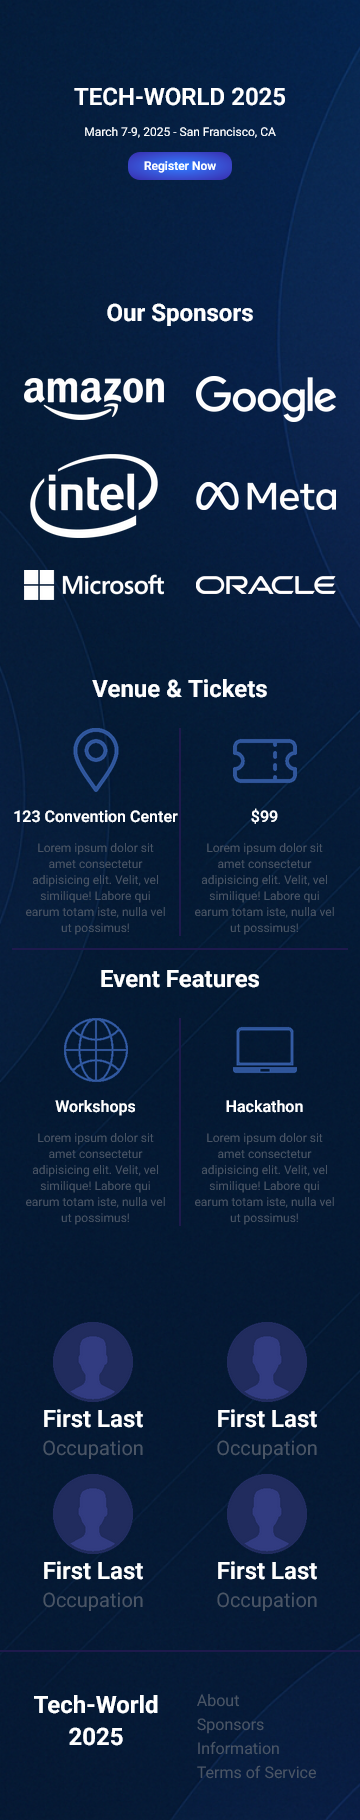 TECH-WORLD 2025
March 7-9, 2025 - San Francisco, CA
Register Now
Our Sponsors
amazon
Google
intel
Meta
Microsoft
ORACLE
Venue & Tickets
123 Convention Center
Lorem ipsum dolor sit
amet consectetur
adipisicing elit. Velit, vel
similique! Labore qui
earum totam iste, nulla vel
ut possimus!
$99
Lorem ipsum dolor sit
amet consectetur
adipisicing elit. Velit, vel
similique! Labore qui
earum totam iste, nulla vel
ut possimus!
Event Features
Workshops
Lorem ipsum dolor sit
amet consectetur
adipisicing elit. Velit, vel
similique! Labore qui
earum totam iste, nulla vel
ut possimus!
Hackathon
Lorem ipsum dolor sit
amet consectetur
adipisicing elit. Velit, vel
similique! Labore qui
earum totam iste, nulla vel
ut possimus!
First Last
Occupation
First Last
Occupation
First Last
Occupation
First Last
Occupation
Tech-World
2025
About
Sponsors
Information
Terms of Service